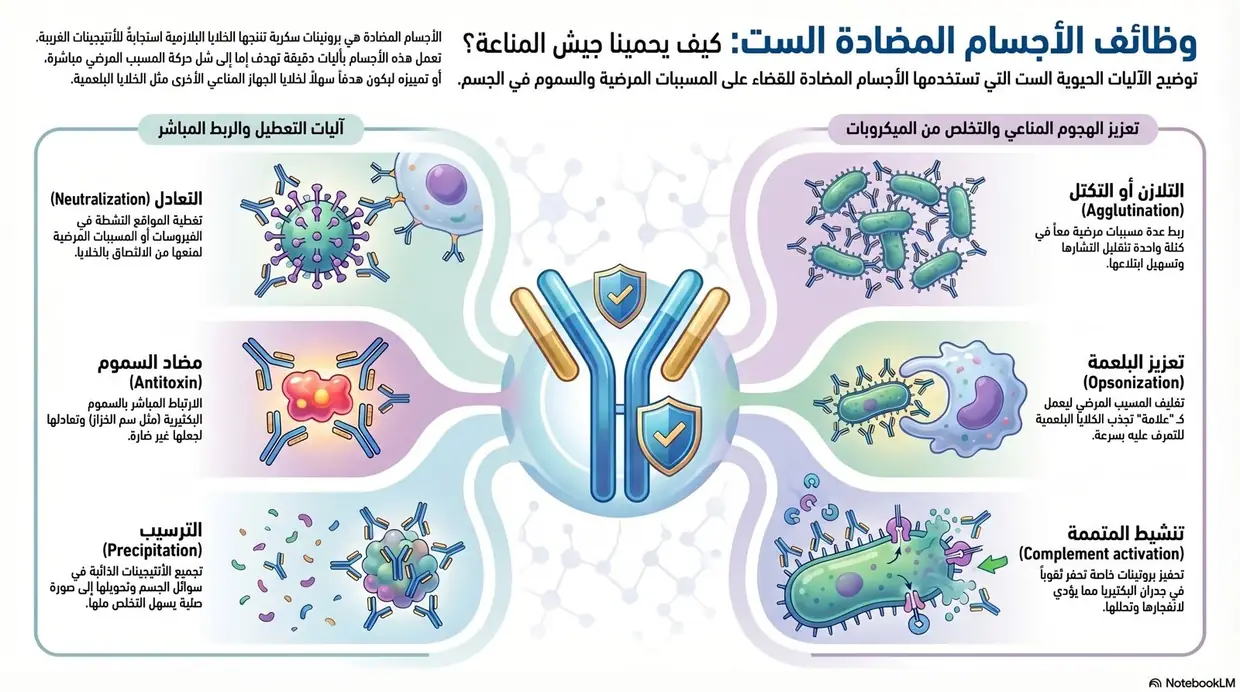 وظائف الأجسام المضادة الست: كيف يحمينا جيش المناعة؟
توضيح الآليات الحيوية الست التي تستخدمها الأجسام المضادة للقضاء على المسببات المرضية والسموم في الجسم.
الأجسام المضادة هي بروتينات سكرية تنتجها الخلايا البلازمية استجابةً للأنتيجينات الغريبة.
تعمل هذه الأجسام بآليات دقيقة تهدف إما إلى شل حركة المسبب المرضي مباشرة،
أو تمييزه ليكون هدفاً سهلاً لخلايا الجهاز المناعي الأخرى مثل الخلايا البلعمية.
تعزيز الهجوم المناعي والتخلص من الميكروبات
التلازن أو التكتل
(Agglutination)
ربط عدة مسببات مرضية معاً في
كتلة واحدة تنقليل التشارها
وتسهيل ابتلاعها.
تعزيز البلعمة
(Opsonization)
تغليف المسبب المرضي ليعمل
كـ "علامة" تجذب الكلايا البلعمية
للتمرف عليه بسرعة.
تنشيط المتممة
(Complement activation)
تحفيز بروتينات خاصة تحفر ثقوباً
في جدران البكتيريا مما يؤدي
لانفجارها وتحللها.
آليات التعطيل والربط المباشر
التعادل (Neutralization)
تغطية المواقع النشطة في
الفيروسات أو المسببات المرضية
لمنعها من الالتصاق بالخلايا.
مضاد السموم
(Antitoxin)
الارتباط المباشر بالسموم
البكتيرية (مثل سم الخزاز) وتعادلها
لجعلها غير ضارة.
الترسيب
(Precipitation)
تجميع الأنتيجينات الذائبة في
سوائل الجسم وتحويلها إلى صورة
صلبة يسهل التخلص ملها.
NotebookLM